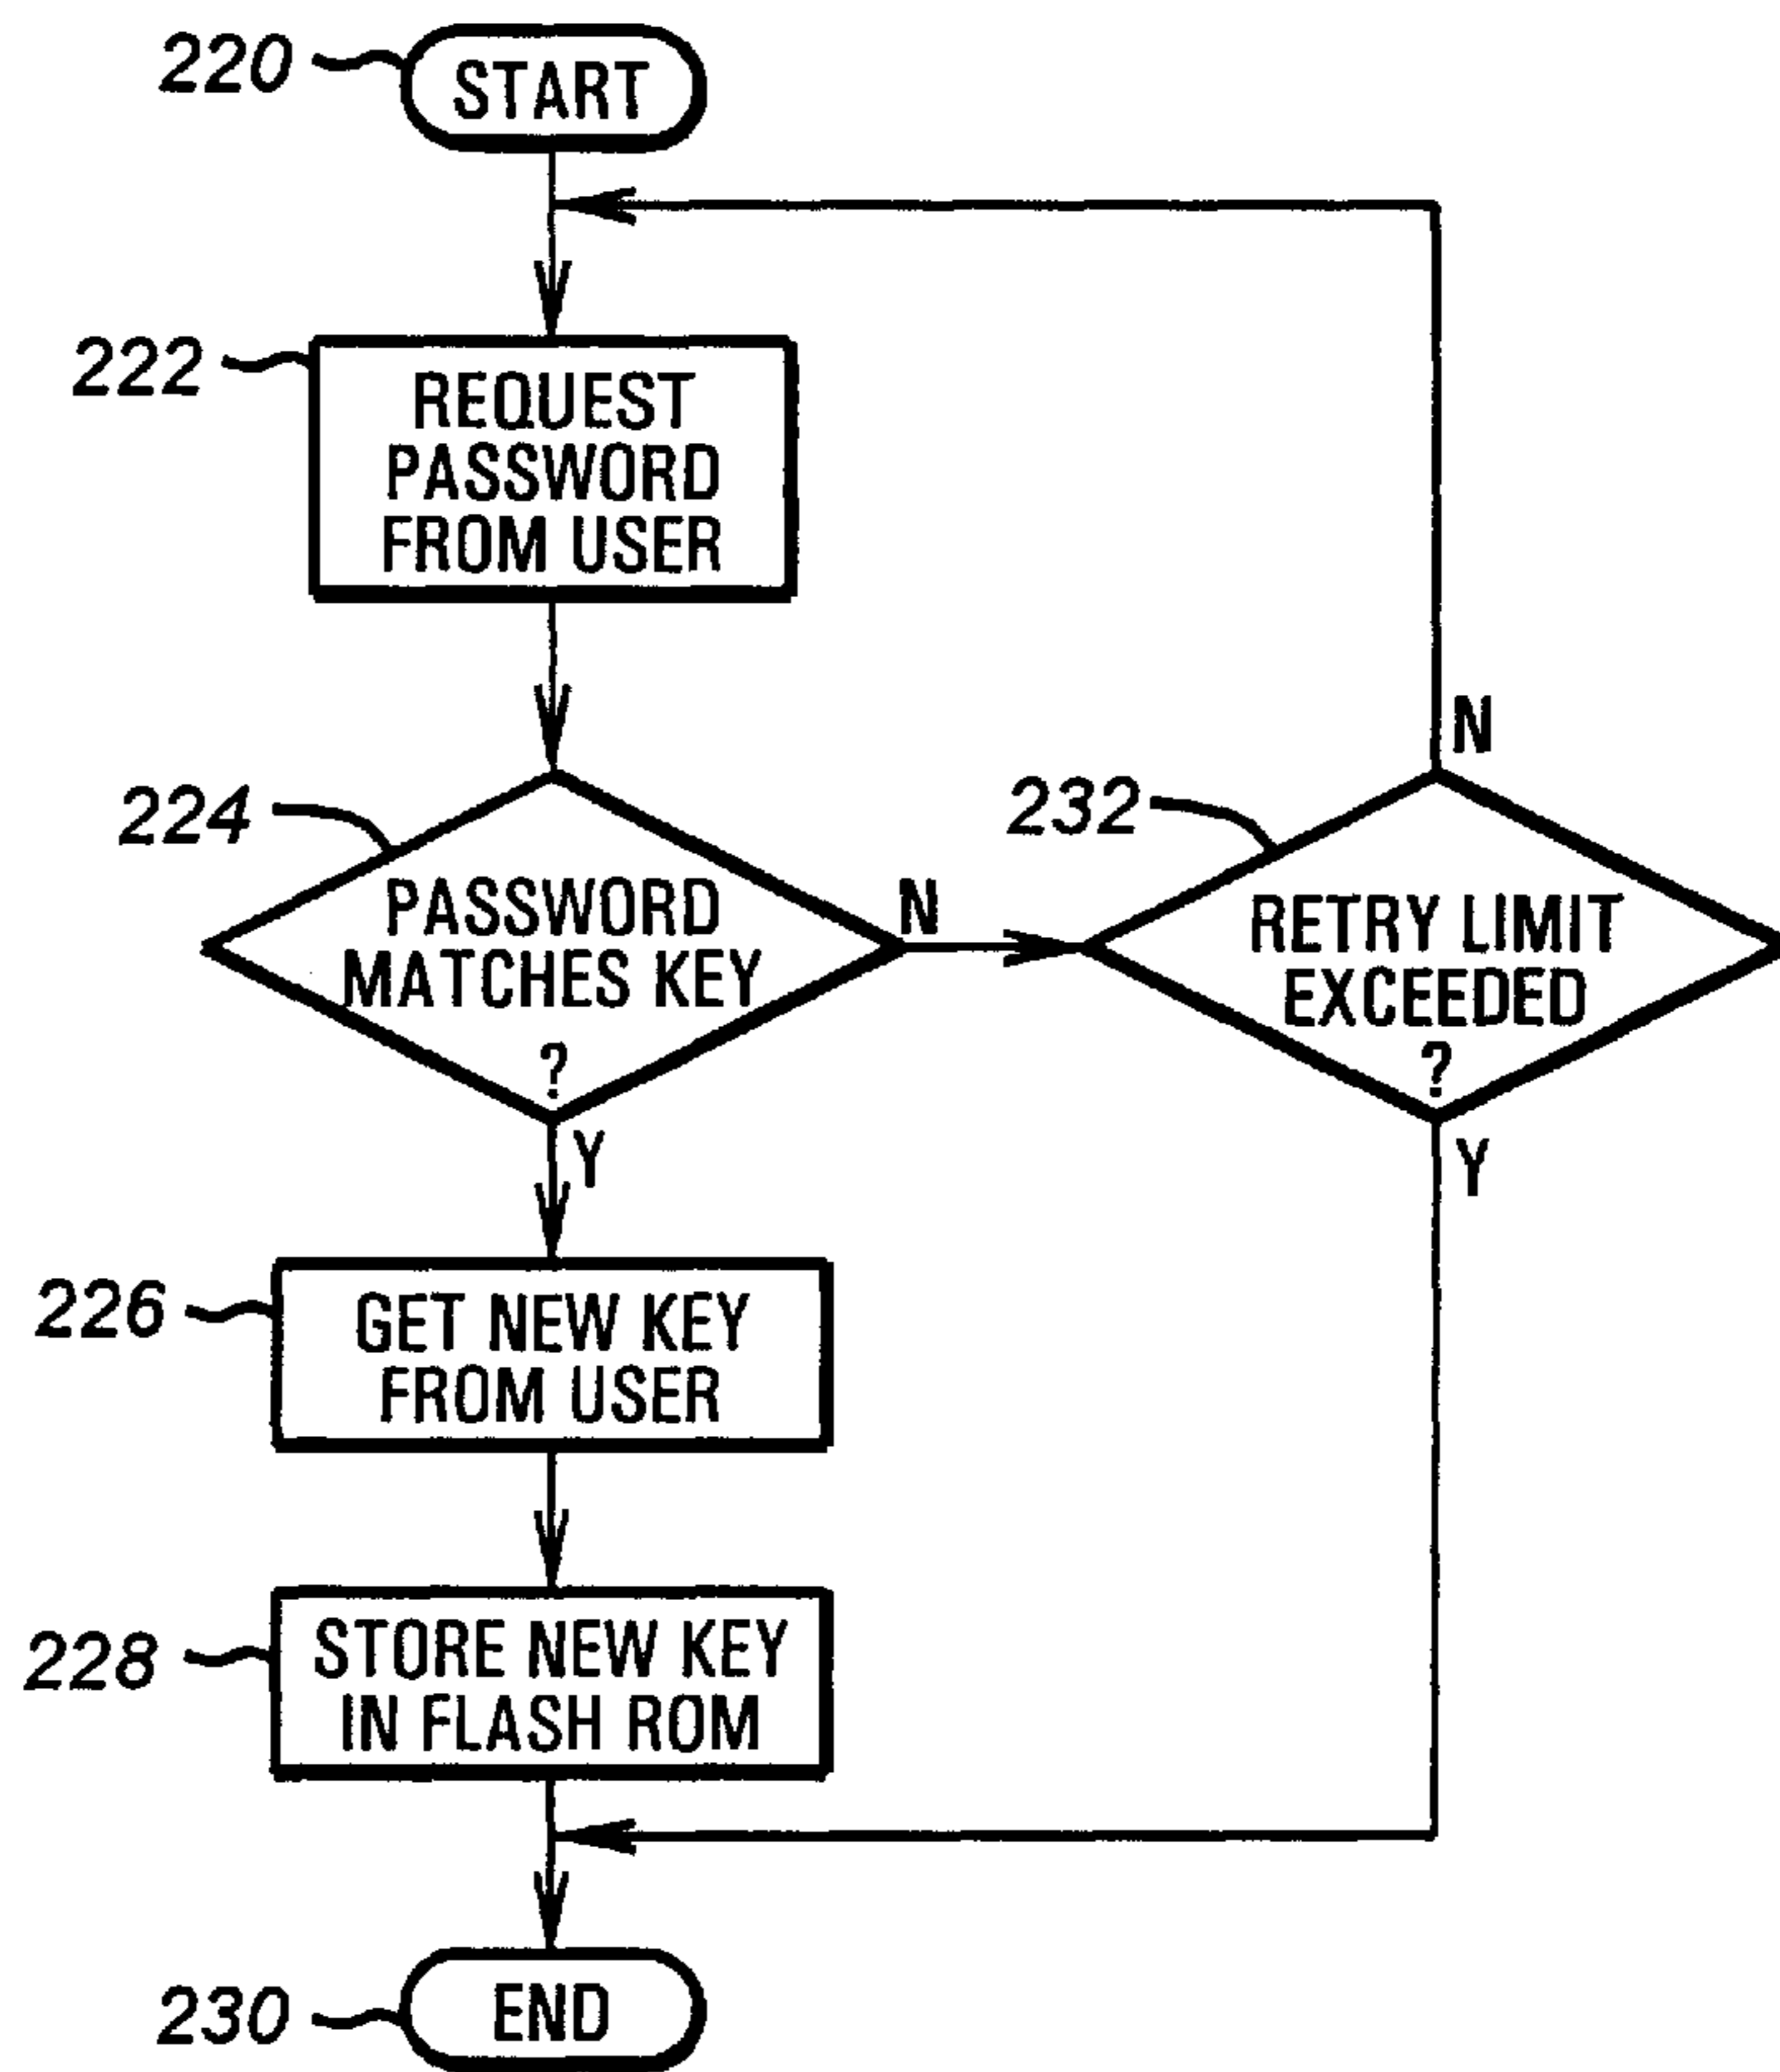 220
START
222
REQUEST
PASSWORD
FROM USER
N
224
232
PASSWORD
MATCHES KEY
?
N
RETRY LIMIT
EXCEEDED
?
Y
Y
226
GET NEW KEY
FROM USER
228
STORE NEW KEY
IN FLASH ROM
230
END